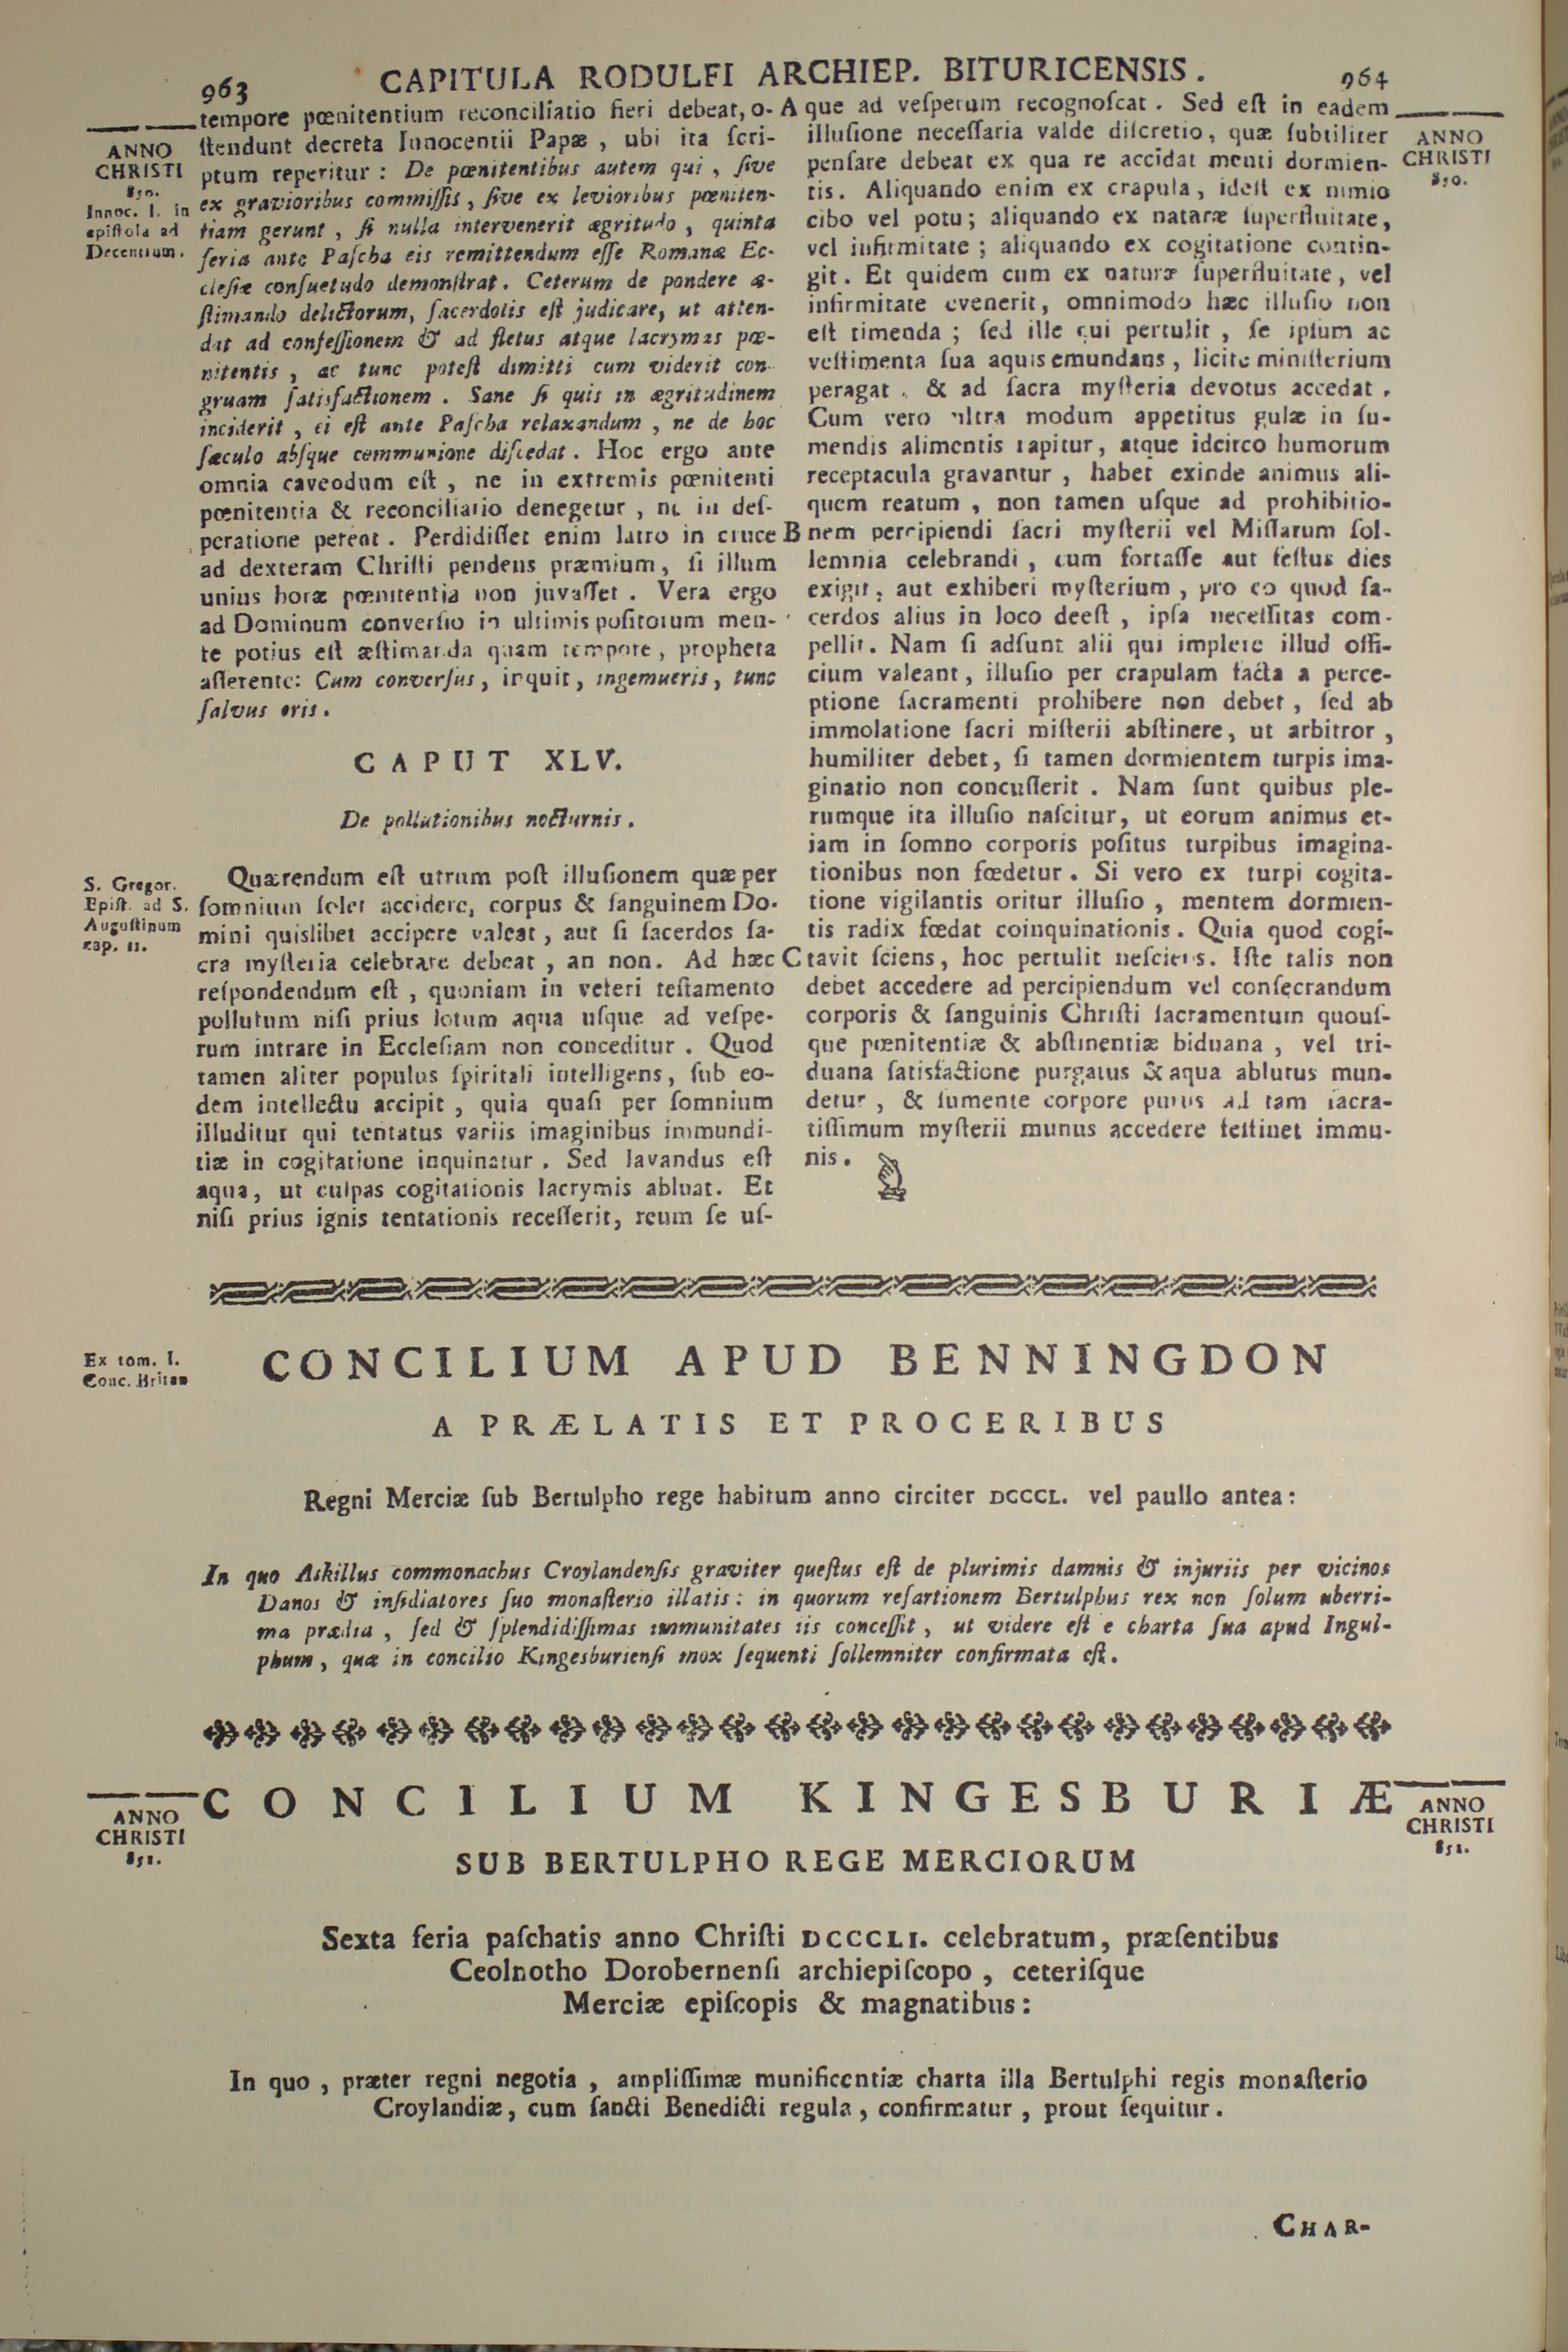 963
CAPITULA RODULFI ARCHIEP. BITURICENSIS.
964
ANNO
CHRISTI
850.
Innoc. I. in
epiſtola ad
Decentium.
tempore pœnitentium reconciliatio fieri debeat, o-
ſtendunt decreta Innocentii Papæ, ubi ita ſcri-
ptum reperitur: De pœnitentibus autem qui, ſive
ex gravioribus commiſſis, ſive ex levioribus pœniten-
tiam gerunt, ſi nulla intervenerit ægritudo, quinta
feria ante Paſcha eis remittendum eſſe Romanæ Ec-
cleſiæ conſuetudo demonſtrat. Ceterum de pondere æ-
ſtimando delictorum, ſacerdotis eſt judicare, ut atten-
dat ad confeſſionem & ad fletus atque lacrymas pœ-
nitentis, ac tunc poteſt dimitti cum viderit con-
gruam ſatisfactionem. Sane ſi quis in ægritudinem
inciderit, ei eſt ante Paſcha relaxandum, ne de hoc
ſæculo abſque communione diſcedat. Hoc ergo ante
omnia caveodum eſt, ne in extremis pœnitenti
pœnitentia & reconciliatio denegetur, ne in deſ-
peratione pereat. Perdidiſſet enim latro in cruce
ad dexteram Chriſti pendens præmium, ſi illum
unius horæ pœnitentia non juvaſſet. Vera ergo
ad Dominum converſio in ultimis poſitorum men-
te potius eſt æſtimanda quam tempore, propheta
aſſerente: Cum converſus, inquit, ingemueris, tunc
ſalvus eris.
CAPUT XLV.
De pollutionibus nocturnis.
S. Gregor.
Epiſt. ad S.
Auguſtinum
cap. 11.
Quærendum eſt utrum poſt illuſionem quæ per
ſomnium ſolet accidere, corpus & ſanguinem Do-
mini quislibet accipere valeat, aut ſi ſacerdos ſa-
cra myſteria celebrare debeat, an non. Ad hæc
reſpondendum eſt, quoniam in veteri teſtamento
pollutum niſi prius lotum aqua uſque ad veſpe-
rum intrare in Eccleſiam non conceditur. Quod
tamen aliter populus ſpiritali intelligens, ſub eo-
dem intellectu accipit, quia quaſi per ſomnium
illuditur qui tentatus variis imaginibus immundi-
tiæ in cogitatione inquinatur. Sed lavandus eſt
aqua, ut culpas cogitationis lacrymis abluat. Et
niſi prius ignis tentationis receſſerit, reum ſe uſ-
A que ad veſperum recognoſcat. Sed eſt in eadem
illuſione neceſſaria valde diſcretio, quæ ſubtiliter
penſare debeat ex qua re accidat menti dormien-
tis. Aliquando enim ex crapula, ideſt ex nimio
cibo vel potu; aliquando ex naturæ ſuperfluitate,
vel infirmitate; aliquando ex cogitatione contin-
git. Et quidem cum ex naturæ ſuperfluitate, vel
infirmitate evenerit, omnimodo hæc illuſio non
eſt timenda; ſed ille qui pertulit, ſe ipſum ac
veſtimenta ſua aquis emundans, licite miniſterium
peragat, & ad ſacra myſteria devotus accedat.
Cum vero ultra modum appetitus gulæ in ſu-
mendis alimentis rapitur, atque idcirco humorum
receptacula gravantur, habet exinde animus ali-
quem reatum, non tamen uſque ad prohibitio-
B nem percipiendi ſacri myſterii vel Miſſarum ſol-
lemnia celebrandi, cum fortaſſe aut feſtus dies
exigit, aut exhiberi myſterium, pro eo quod ſa-
cerdos alius in loco deeſt, ipſa neceſſitas com-
pellit. Nam ſi adſunt alii qui implere illud offi-
cium valeant, illuſio per crapulam facta a perce-
ptione ſacramenti prohibere non debet, ſed ab
immolatione ſacri miſterii abſtinere, ut arbitror,
humiliter debet, ſi tamen dormientem turpis ima-
ginatio non concuſſerit. Nam ſunt quibus ple-
rumque ita illuſio naſcitur, ut eorum animus et-
iam in ſomno corporis poſitus turpibus imagina-
tionibus non fœdetur. Si vero ex turpi cogita-
tione vigilantis oritur illuſio, mentem dormien-
tis radix fœdat coinquinationis. Quia quod cogi-
C tavit ſciens, hoc pertulit neſciens. Iſte talis non
debet accedere ad percipiendum vel conſecrandum
corporis & ſanguinis Chriſti ſacramentum quouſ-
que pœnitentiæ & abſtinentiæ biduana, vel tri-
duana ſatisfactione purgatus & aqua ablutus mun-
detur, & ſumente corpore purus ad tam ſacra-
tiſſimum myſterii munus accedere feſtinet immu-
nis.
ANNO
CHRISTI
850.
Ex tom. I.
Conc. Britan
CONCILIUM APUD BENNINGDON
A PRÆLATIS ET PROCERIBUS
Regni Merciæ ſub Bertulpho rege habitum anno circiter DCCCL. vel paullo antea:
In quo Askillus commonachus Croylandenſis graviter queſtus eſt de plurimis damnis & injuriis per vicinos
Danos & inſidiatores ſuo monaſterio illatis: in quorum reſartionem Bertulphus rex non ſolum uberri-
ma prædia, ſed & ſplendidiſſimas immunitates iis conceſſit, ut videre eſt e charta ſua apud Ingul-
phum, quæ in concilio Kingesburienſi mox ſequenti ſollemniter confirmata eſt.
ANNO
CHRISTI
851.
CONCILIUM KINGESBURIÆ
ANNO
CHRISTI
851.
SUB BERTULPHO REGE MERCIORUM
Sexta feria paſchatis anno Chriſti DCCCLI. celebratum, præſentibus
Ceolnotho Dorobernenſi archiepiſcopo, ceteriſque
Merciæ epiſcopis & magnatibus:
In quo, præter regni negotia, ampliſſimæ munificentiæ charta illa Bertulphi regis monaſterio
Croylandiæ, cum ſancti Benedicti regula, confirmatur, prout ſequitur.
CHAR-